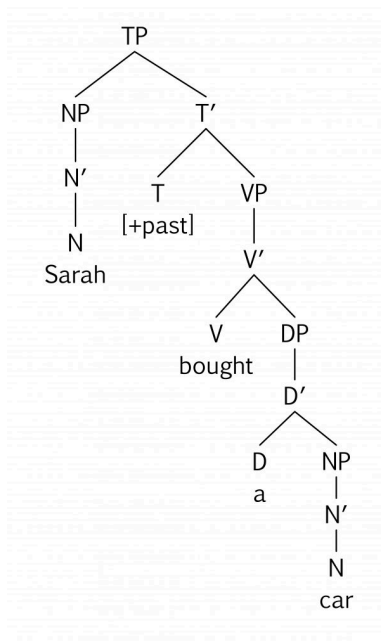 TP
NP T′
N′ T VP
[+past]
N V′
Sarah
V DP
bought
D′
D NP
a
N′
N
car